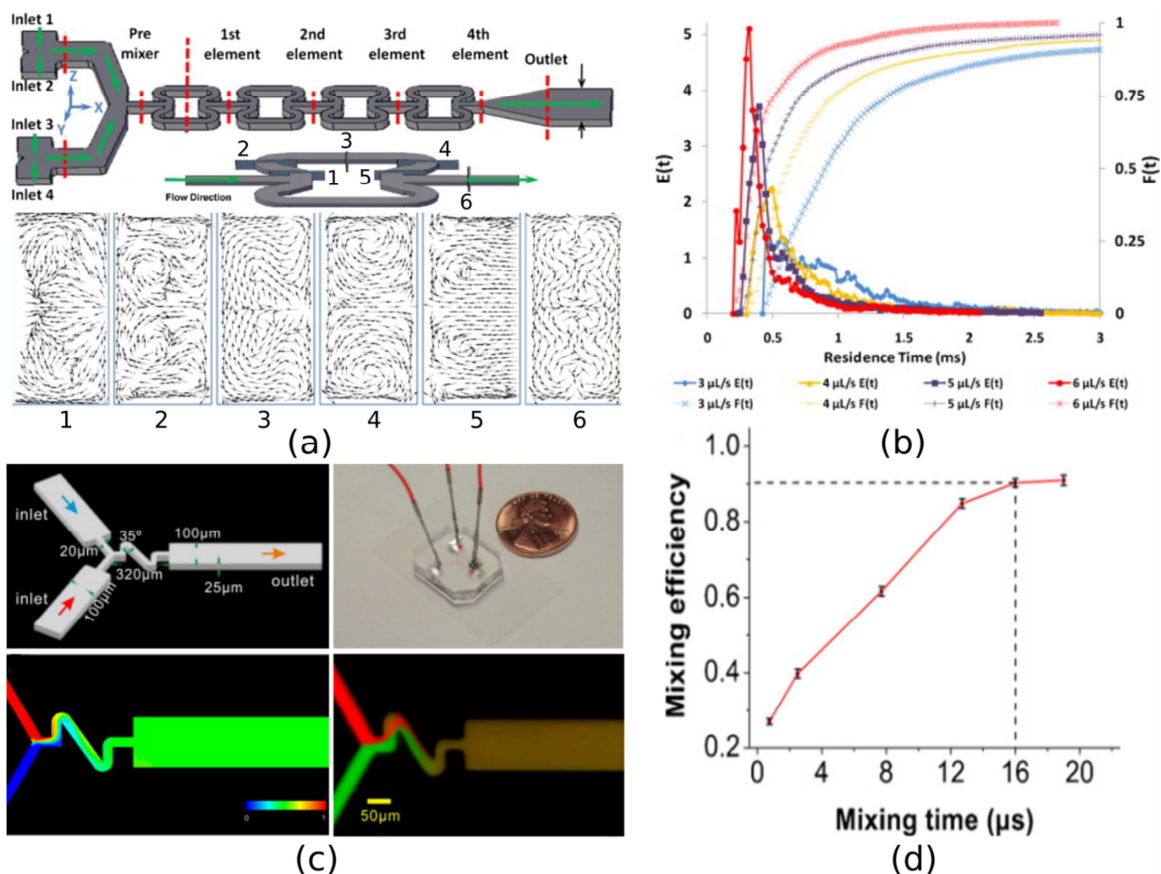 Inlet 1
Inlet 2
Inlet 3
Inlet 4
Z
X
Y
Pre
mixer
1st
element
2nd
element
3rd
element
4th
element
Outlet
2
3
4
1
5
6
Flow Direction
1
2
3
4
5
6
(a)
E(t)
5
4
3
2
1
0
F(t)
1
0.75
0.5
0.25
0
0
0.5
1
1.5
2
2.5
3
Residence Time (ms)
3 µL/s E(t)
4 µL/s E(t)
5 µL/s E(t)
6 µL/s E(t)
3 µL/s F(t)
4 µL/s F(t)
5 µL/s F(t)
6 µL/s F(t)
(b)
inlet
20µm
35°
320µm
100µm
25µm
outlet
inlet
100µm
0
1
50µm
(c)
Mixing efficiency
1.0
0.8
0.6
0.4
0.2
0
4
8
12
16
20
Mixing time (µs)
(d)